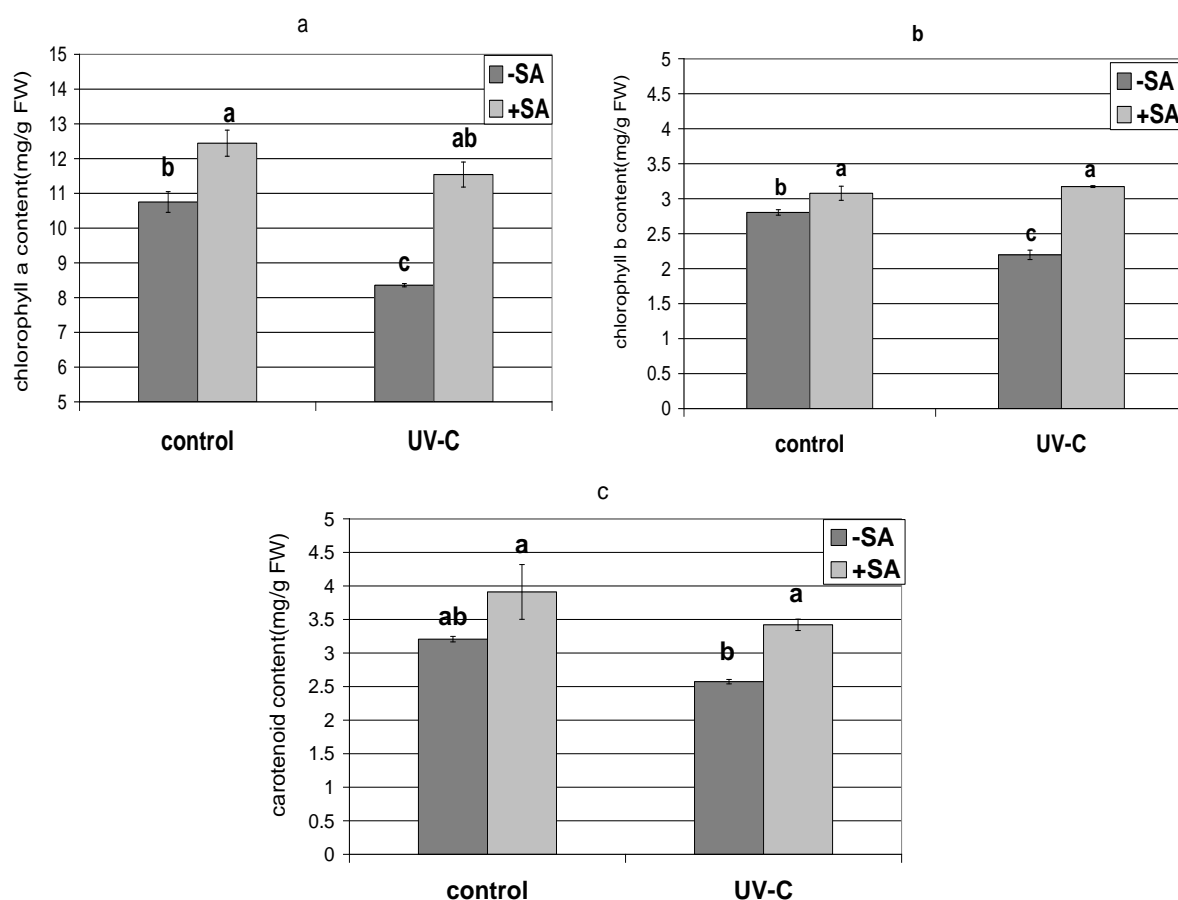 a
chlorophyll a content(mg/g FW)
15
14
13
12
11
10
9
8
7
6
5
-SA
+SA
b
a
c
ab
control
UV-C
b
chlorophyll b content(mg/g FW)
5
4.5
4
3.5
3
2.5
2
1.5
1
0.5
0
-SA
+SA
b
a
c
a
control
UV-C
c
carotenoid content(mg/g FW)
5
4.5
4
3.5
3
2.5
2
1.5
1
0.5
0
-SA
+SA
ab
a
b
a
control
UV-C